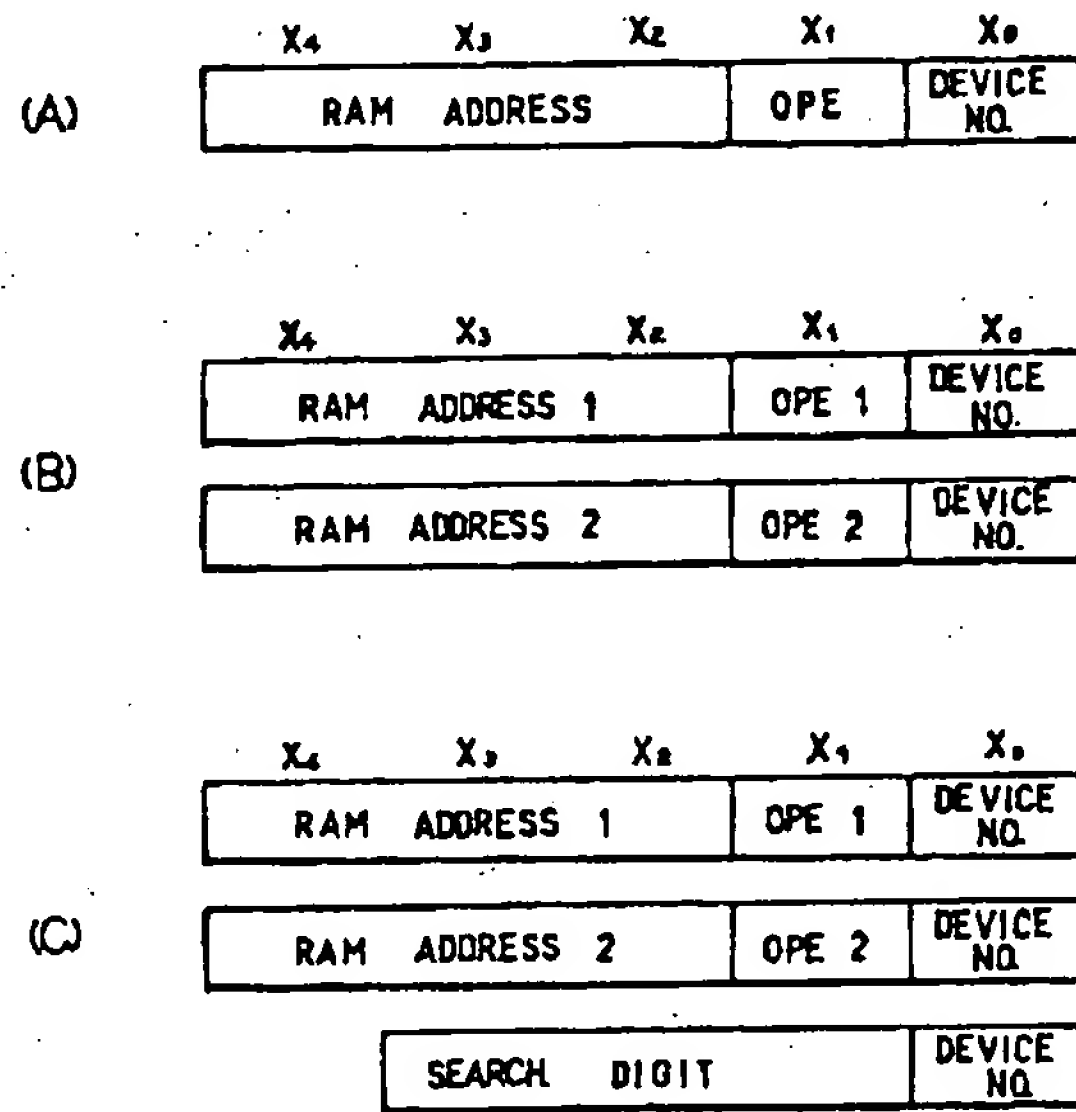 X4 X3 X2 X1 X0
(A) RAM ADDRESS OPE DEVICE NO.
X4 X3 X2 X1 X0
(B)
RAM ADDRESS 1 OPE 1 DEVICE NO.
RAM ADDRESS 2 OPE 2 DEVICE NO.
X4 X3 X2 X1 X0
(C)
RAM ADDRESS 1 OPE 1 DEVICE NO.
RAM ADDRESS 2 OPE 2 DEVICE NO.
SEARCH DIGIT DEVICE NO.